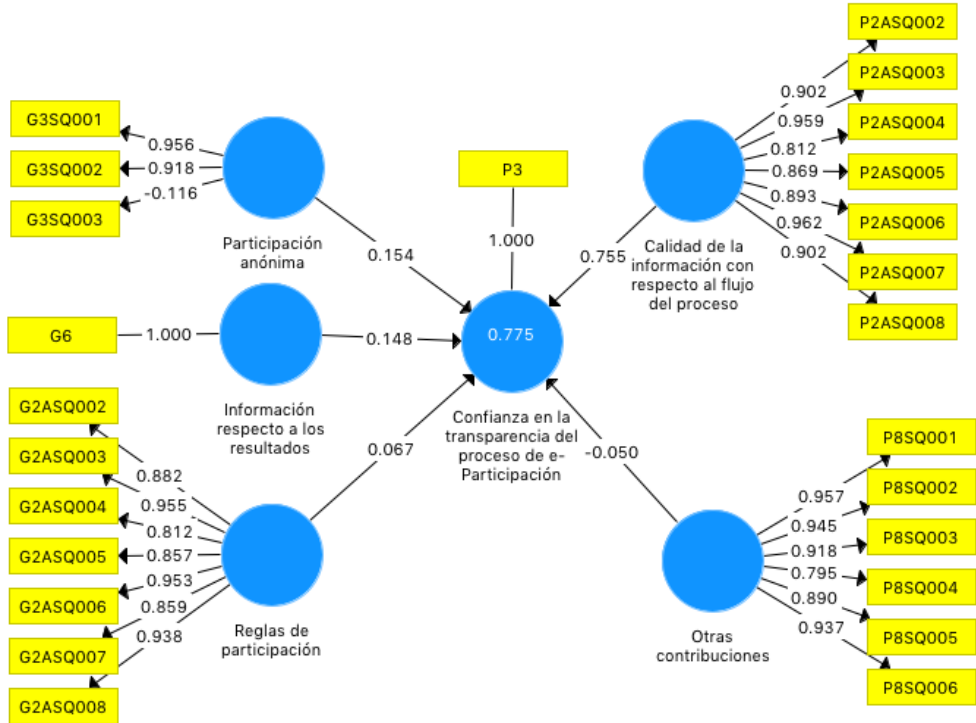 G3SQ001
G3SQ002
G3SQ003
0.956
0.918
-0.116
Participación
anónima
0.154
G6
1.000
Información
respecto a los
resultados
0.148
G2ASQ002
G2ASQ003
G2ASQ004
G2ASQ005
G2ASQ006
G2ASQ007
G2ASQ008
0.882
0.955
0.812
0.857
0.953
0.859
0.938
Reglas de
participación
0.067
P3
1.000
0.775
Confianza en la
transparencia del
proceso de e-
Participación
P2ASQ002
P2ASQ003
P2ASQ004
P2ASQ005
P2ASQ006
P2ASQ007
P2ASQ008
0.902
0.959
0.812
0.869
0.893
0.962
0.902
0.755
Calidad de la
información con
respecto al flujo
del proceso
-0.050
P8SQ001
P8SQ002
P8SQ003
P8SQ004
P8SQ005
P8SQ006
0.957
0.945
0.918
0.795
0.890
0.937
Otras
contribuciones